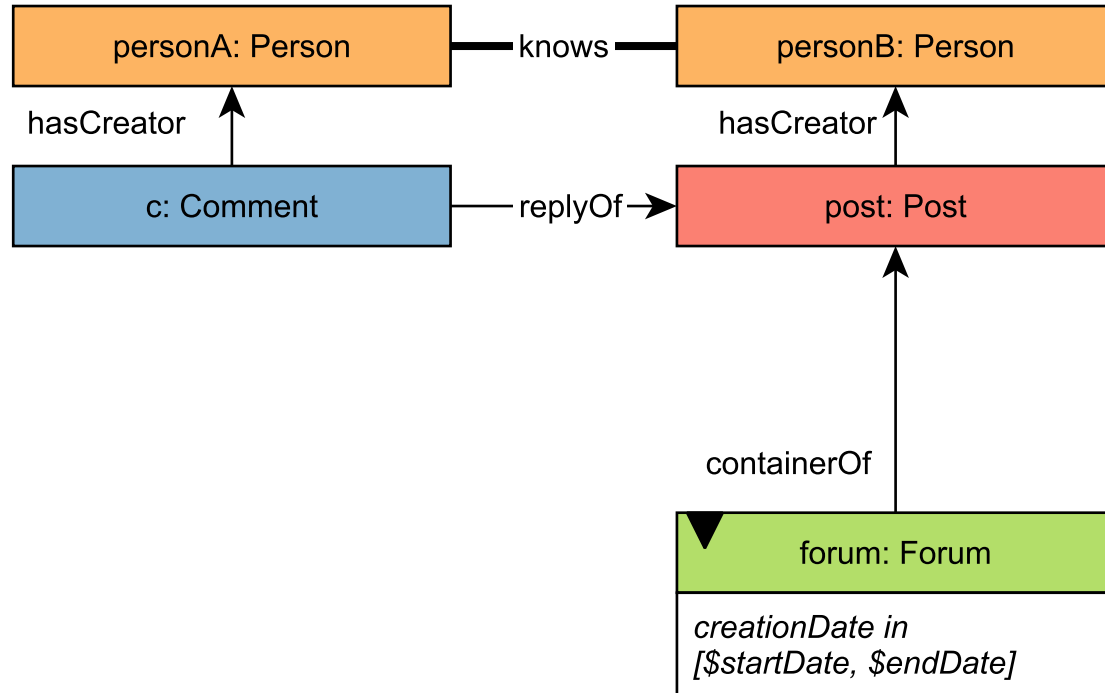 personA: Person
knows
personB: Person
hasCreator
hasCreator
c: Comment
replyOf
post: Post
containerOf
forum: Forum
creationDate in
[$startDate, $endDate]